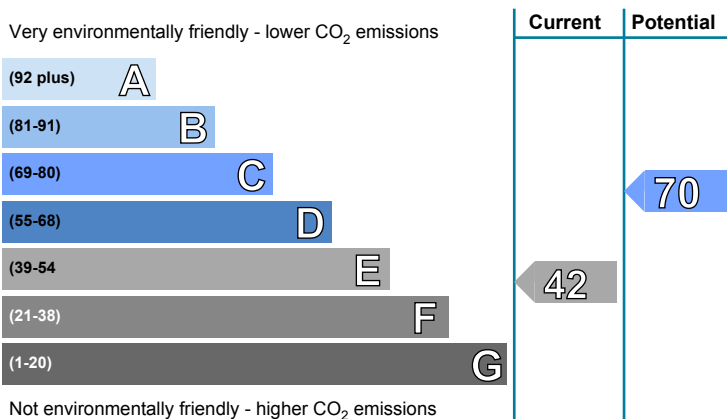 Current Potential
Very environmentally friendly - lower CO2 emissions
(92 plus) A
(81-91) B
(69-80) C
70
(55-68) D
(39-54 E
42
(21-38) F
(1-20) G
Not environmentally friendly - higher CO2 emissions